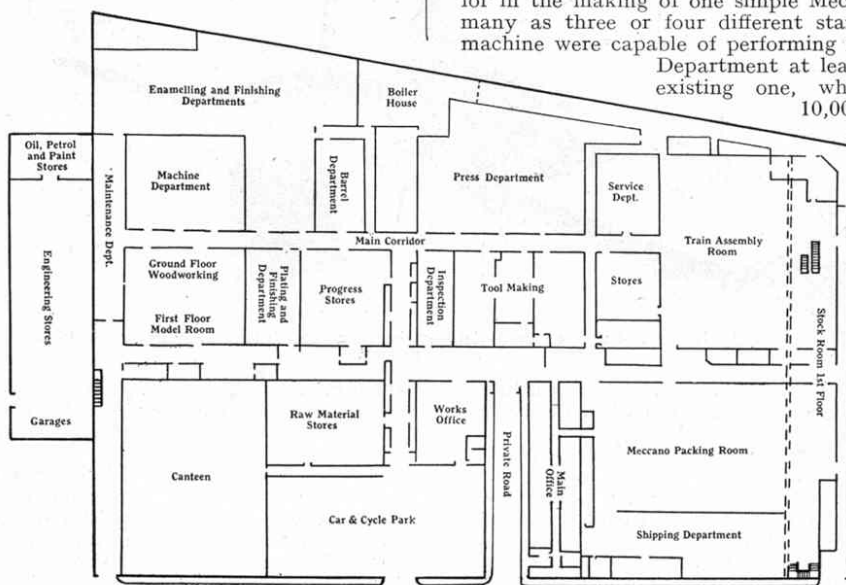 for in the making of one simple Mec
many as three or four different sta
machine were capable of performing
Department at lea
existing one, wh
10,00
Enamelling and Finishing
Departments
Boiler
House
Oil, Petrol
and Paint
Stores
Maintenance Dept.
Machine
Department
Barrel
Department
Press Department
Service
Dept.
Train Assembly
Room
Main Corridor
Engineering Stores
Ground Floor
Woodworking
First Floor
Model Room
Plating and
Finishing
Department
Progress
Stores
Inspection
Department
Tool Making
Stores
Stock Room 1st Floor
Garages
Canteen
Raw Material
Stores
Works
Office
Private Road
Main
Office
Meccano Packing Room
Car & Cycle Park
Shipping Department